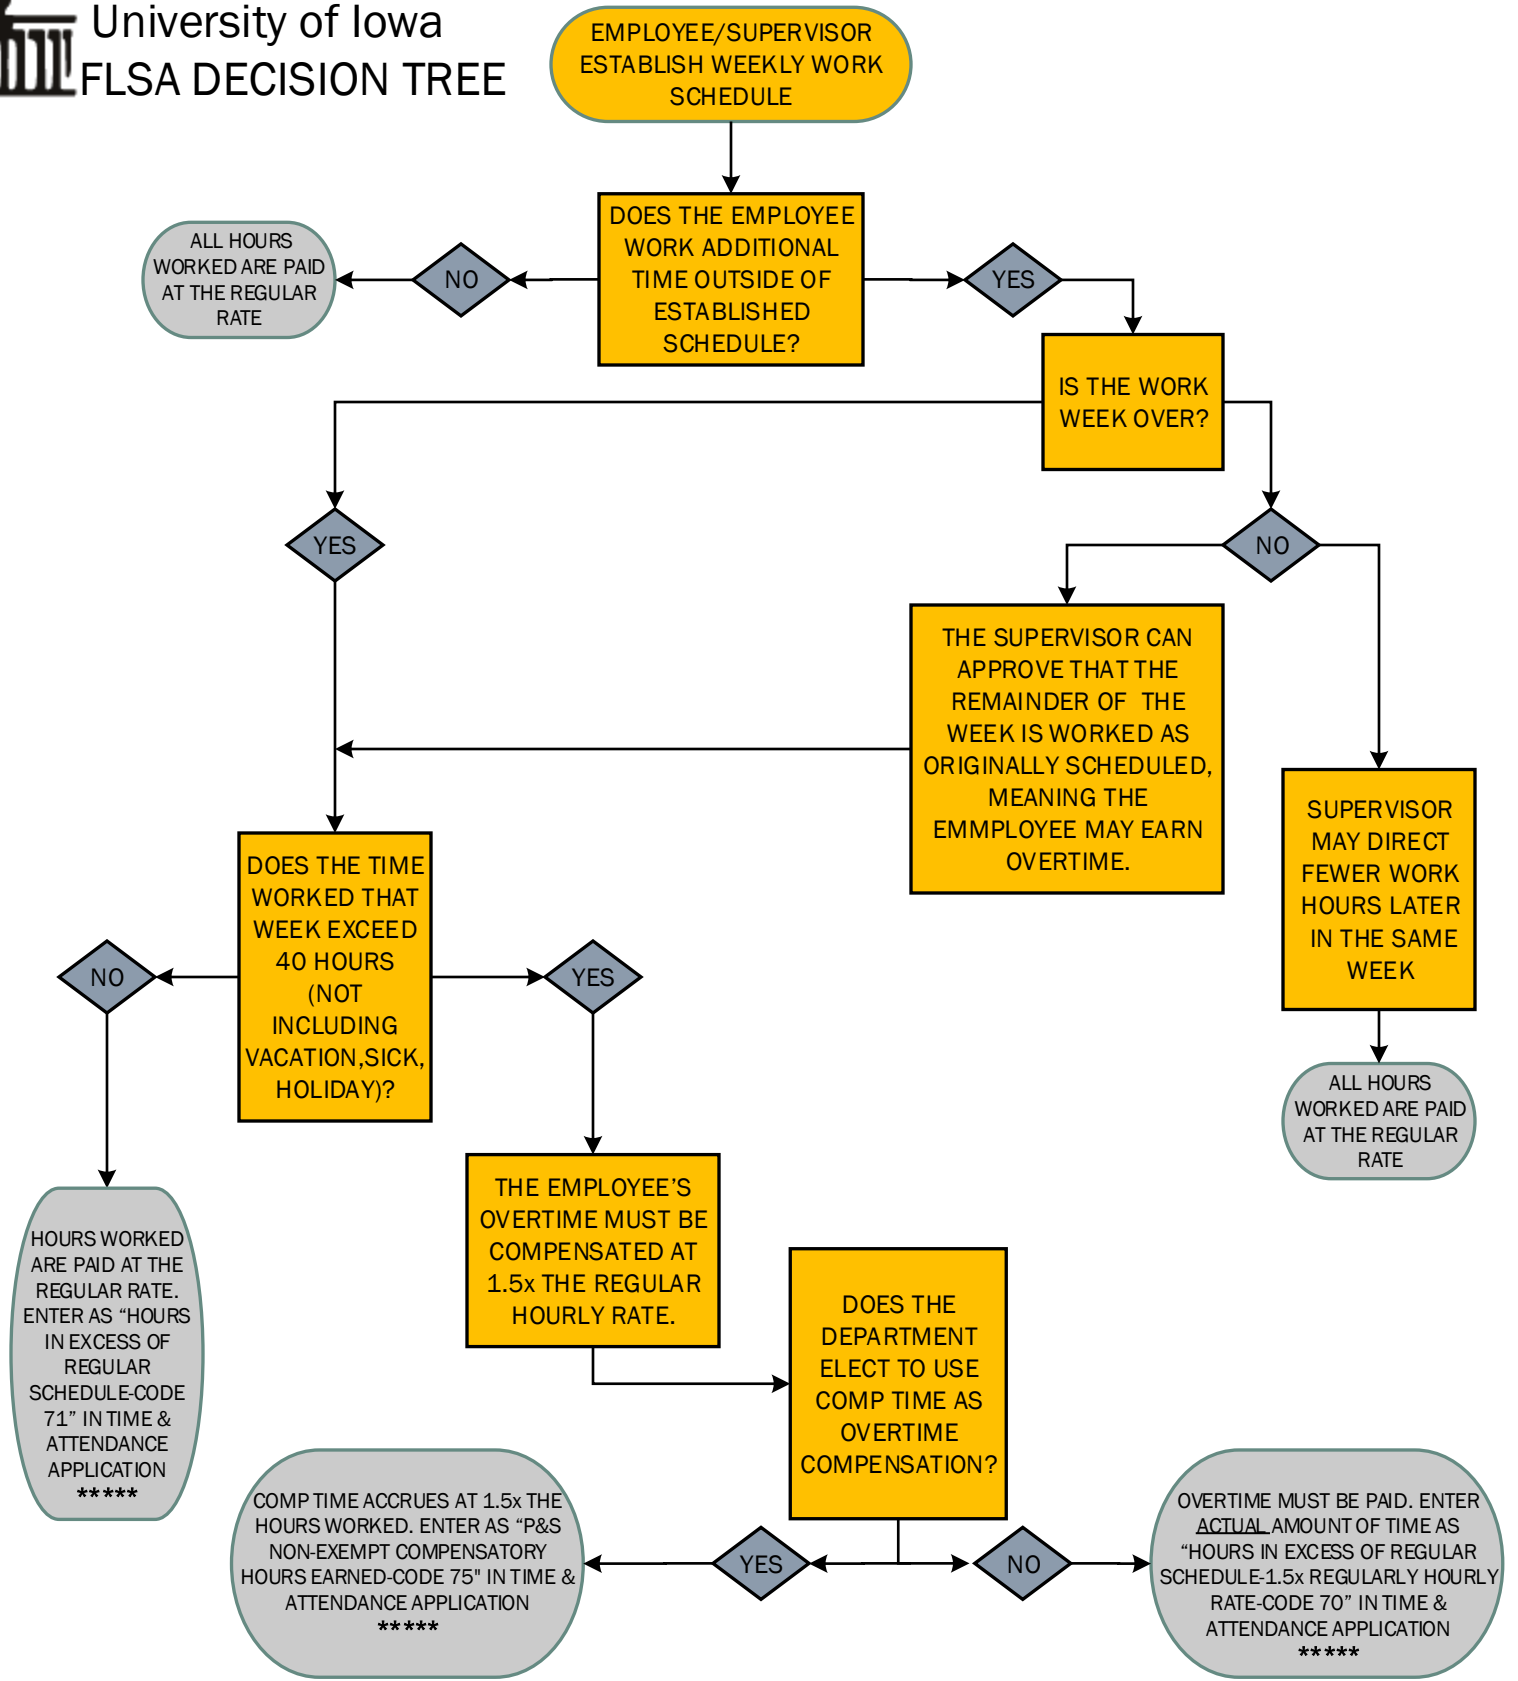 University of Iowa
FLSA DECISION TREE
EMPLOYEE/SUPERVISOR
ESTABLISH WEEKLY WORK
SCHEDULE
DOES THE EMPLOYEE
WORK ADDITIONAL
TIME OUTSIDE OF
ESTABLISHED
SCHEDULE?
NO
ALL HOURS
WORKED ARE PAID
AT THE REGULAR
RATE
YES
IS THE WORK
WEEK OVER?
YES
NO
THE SUPERVISOR CAN
APPROVE THAT THE
REMAINDER OF THE
WEEK IS WORKED AS
ORIGINALLY SCHEDULED,
MEANING THE
EMMPLOYEE MAY EARN
OVERTIME.
SUPERVISOR
MAY DIRECT
FEWER WORK
HOURS LATER
IN THE SAME
WEEK
ALL HOURS
WORKED ARE PAID
AT THE REGULAR
RATE
DOES THE TIME
WORKED THAT
WEEK EXCEED
40 HOURS
(NOT
INCLUDING
VACATION,SICK,
HOLIDAY)?
NO
YES
HOURS WORKED
ARE PAID AT THE
REGULAR RATE.
ENTER AS “HOURS
IN EXCESS OF
REGULAR
SCHEDULE-CODE
71” IN TIME &
ATTENDANCE
APPLICATION
*****
THE EMPLOYEE’S
OVERTIME MUST BE
COMPENSATED AT
1.5x THE REGULAR
HOURLY RATE.
DOES THE
DEPARTMENT
ELECT TO USE
COMP TIME AS
OVERTIME
COMPENSATION?
YES
NO
COMP TIME ACCRUES AT 1.5x THE
HOURS WORKED. ENTER AS “P&S
NON-EXEMPT COMPENSATORY
HOURS EARNED-CODE 75" IN TIME &
ATTENDANCE APPLICATION
*****
OVERTIME MUST BE PAID. ENTER
ACTUAL AMOUNT OF TIME AS
“HOURS IN EXCESS OF REGULAR
SCHEDULE-1.5x REGULARLY HOURLY
RATE-CODE 70” IN TIME &
ATTENDANCE APPLICATION
*****